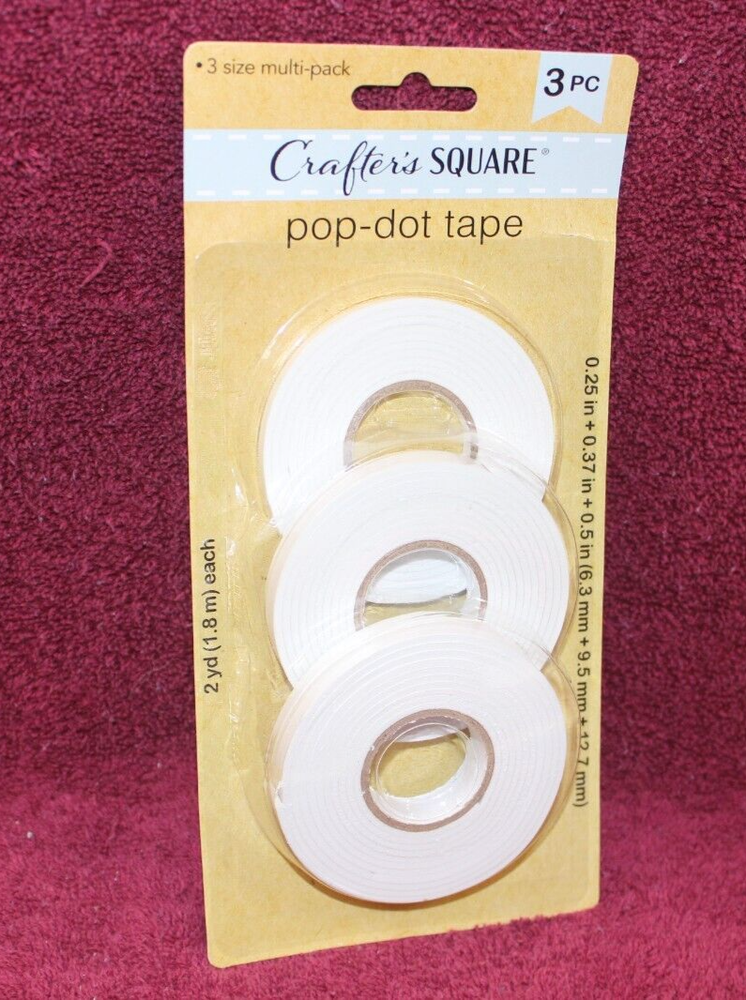 • 3 size multi-pack
3 PC
Crafter's SQUARE®
pop-dot tape
0.25 in + 0.37 in + 0.5 in (6.3 mm + 9.5 mm + 12.7 mm)
2 yd (1.8 m) each